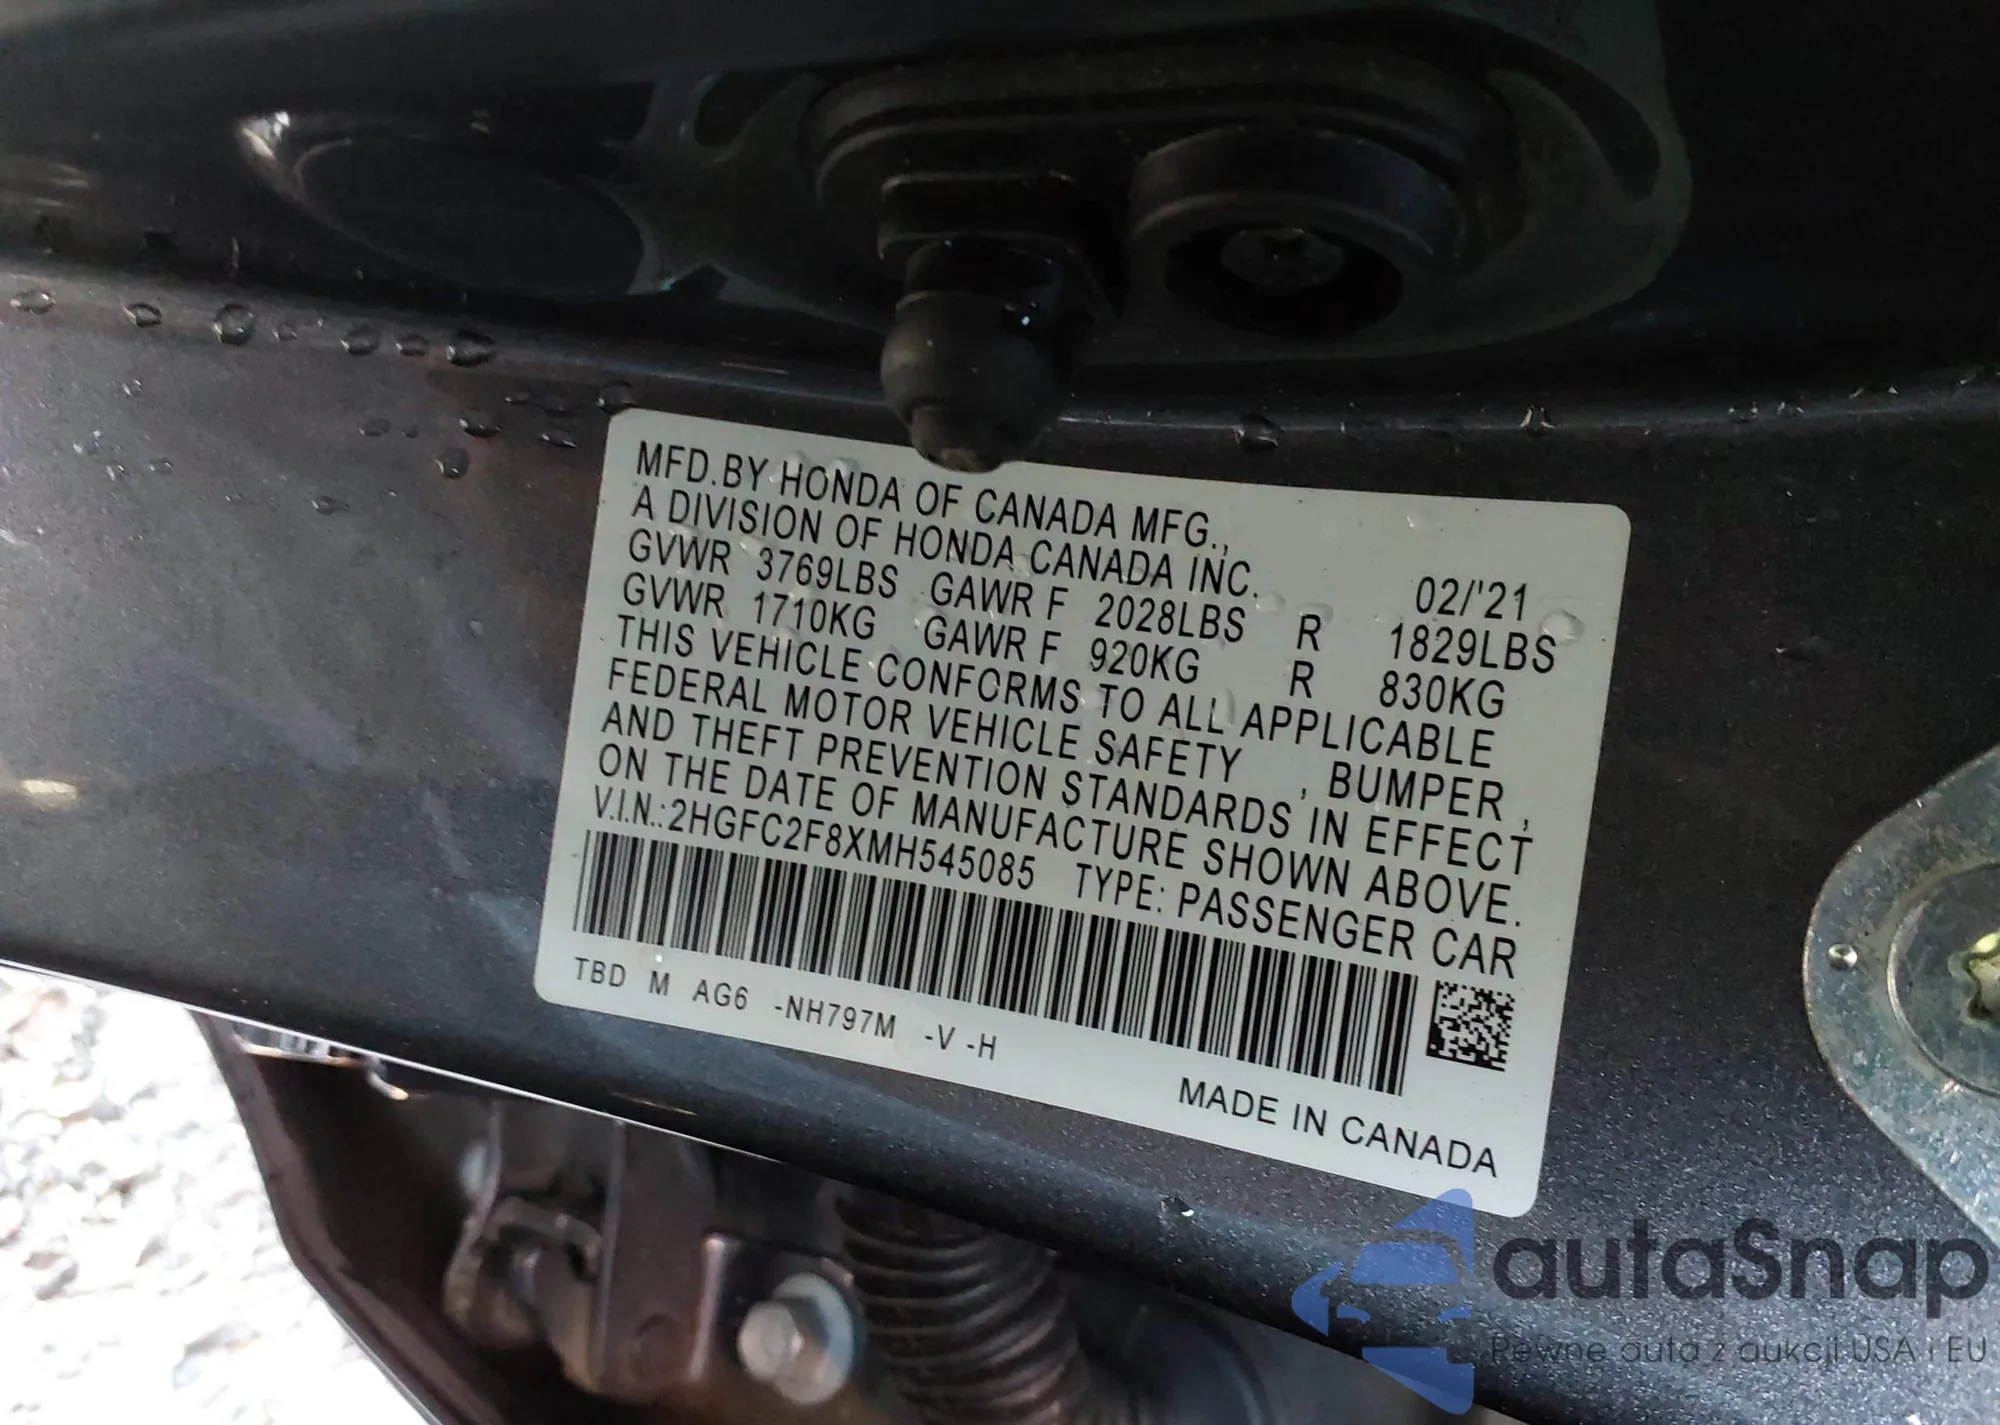 MFD.BY HONDA OF CANADA MFG.,
A DIVISION OF HONDA CANADA INC. 02/'21
GVWR 3769LBS GAWR F 2028LBS R 1829LBS
GVWR 1710KG GAWR F 920KG R 830KG
THIS VEHICLE CONFORMS TO ALL APPLICABLE
FEDERAL MOTOR VEHICLE SAFETY , BUMPER ,
AND THEFT PREVENTION STANDARDS IN EFFECT
ON THE DATE OF MANUFACTURE SHOWN ABOVE.
V.I.N.:2HGFC2F8XMH545085 TYPE: PASSENGER CAR
TBD M AG6 -NH797M -V -H
MADE IN CANADA
autaSnap
Pewne auta z aukcji USA i EU